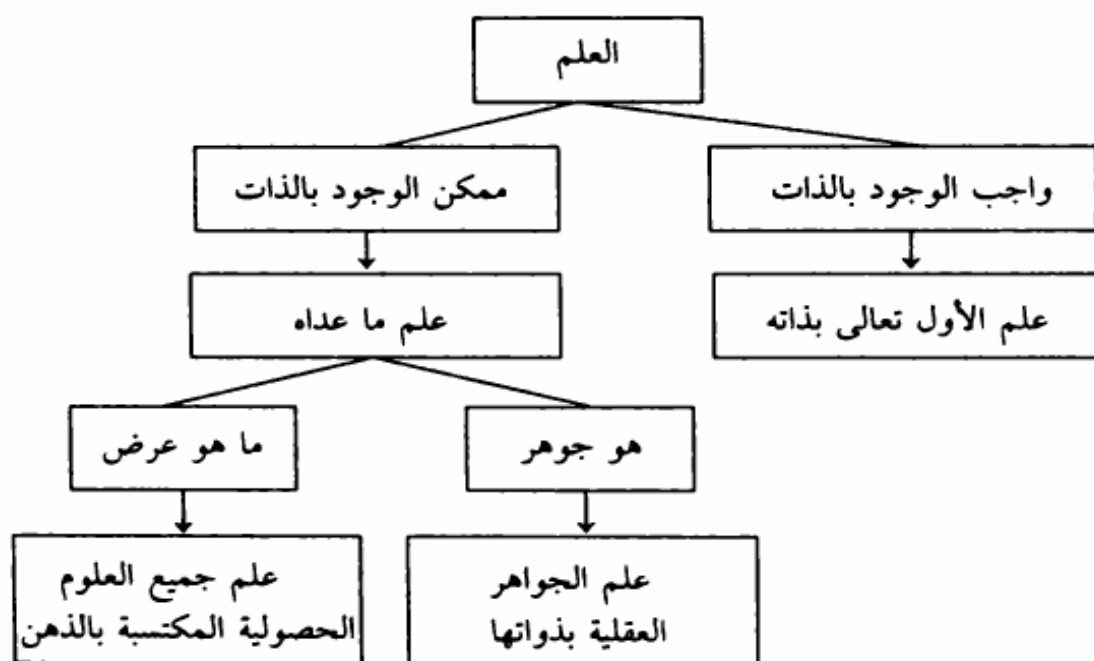 العلم
واجب الوجود بالذات
ممكن الوجود بالذات
علم الأول تعالى بذاته
علم ما عداه
هو جوهر
ما هو عرض
علم الجواهر
العقلية بذواتها
علم جميع العلوم
الحصولية المكتسبة بالذهن